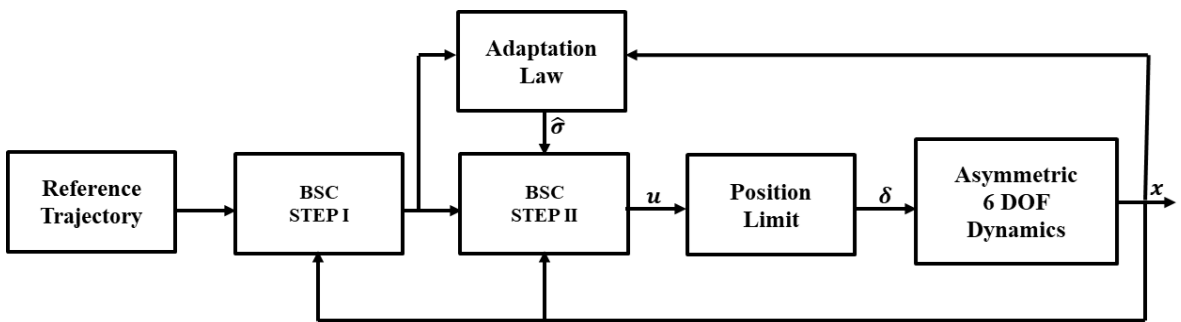 Adaptation
Law
σ̂
Reference
Trajectory
BSC
STEP I
BSC
STEP II
u
Position
Limit
δ
Asymmetric
6 DOF
Dynamics
x